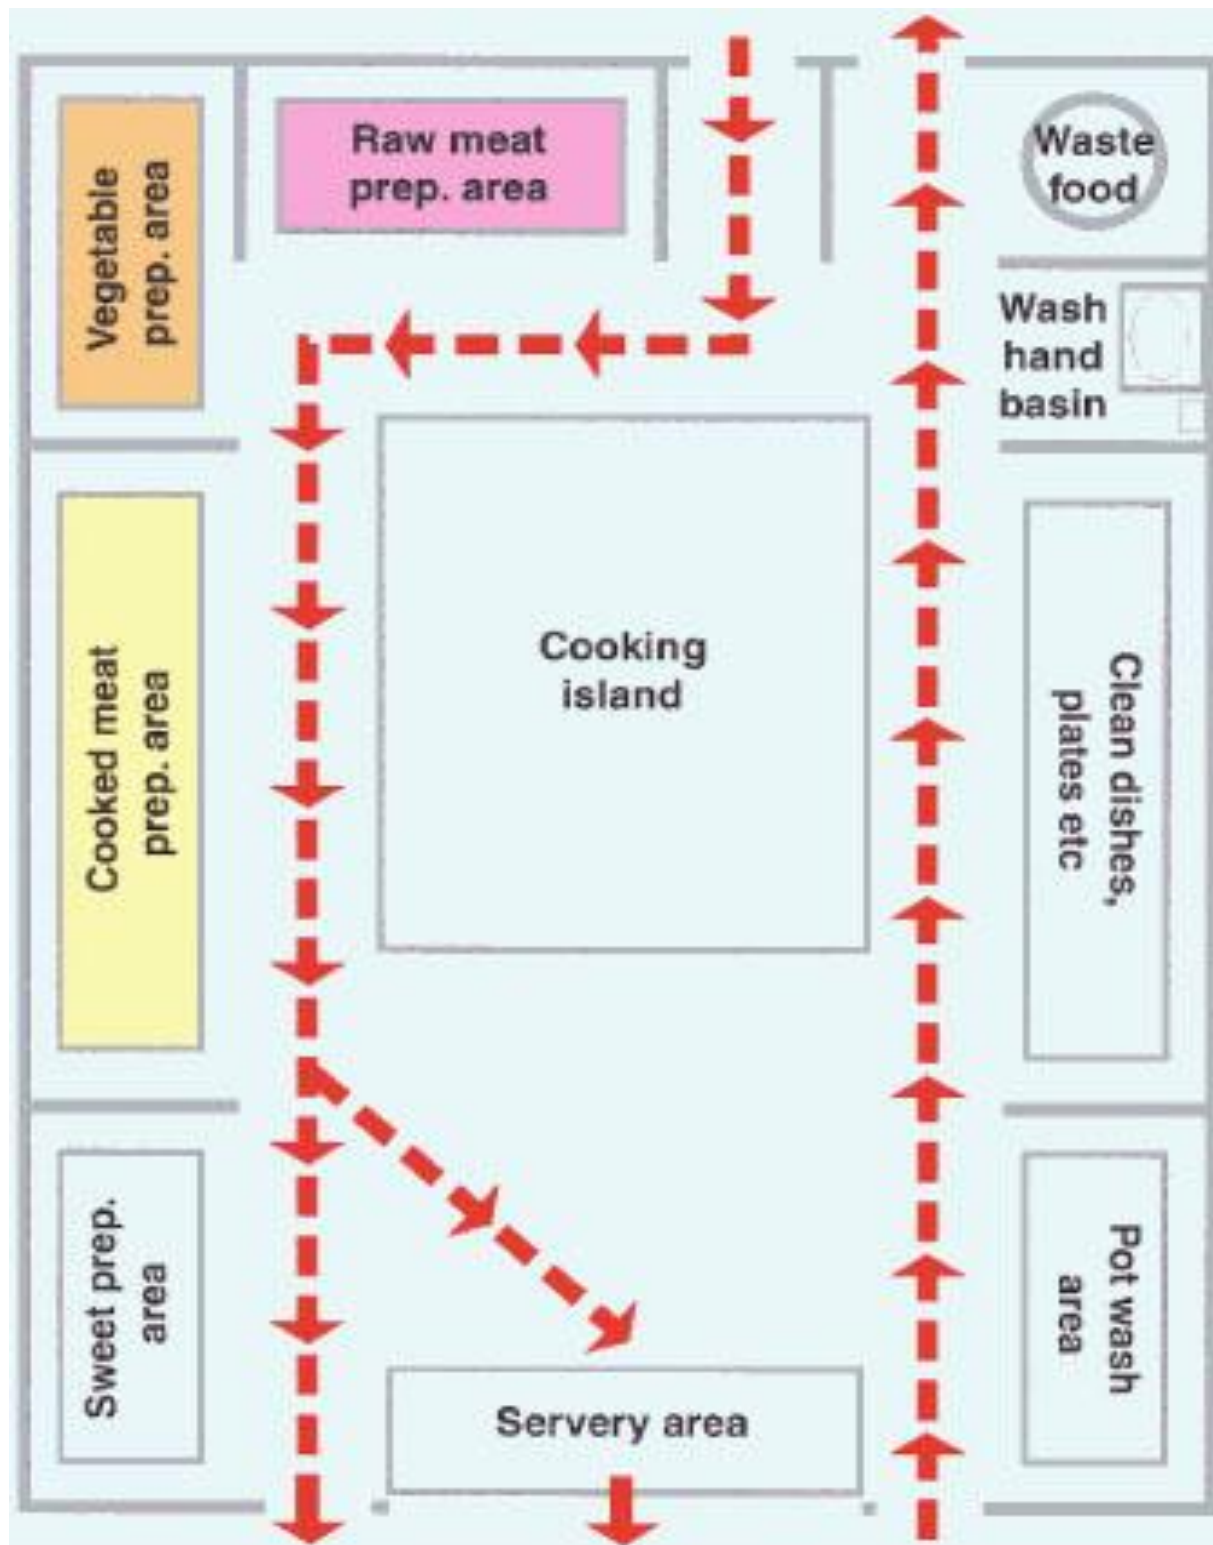 Raw meat
prep. area
Waste
food
Vegetable
prep. area
Wash
hand
basin
Cooking
island
Cooked meat
prep. area
Clean dishes,
plates etc
Sweet prep.
area
Pot wash
area
Servery area